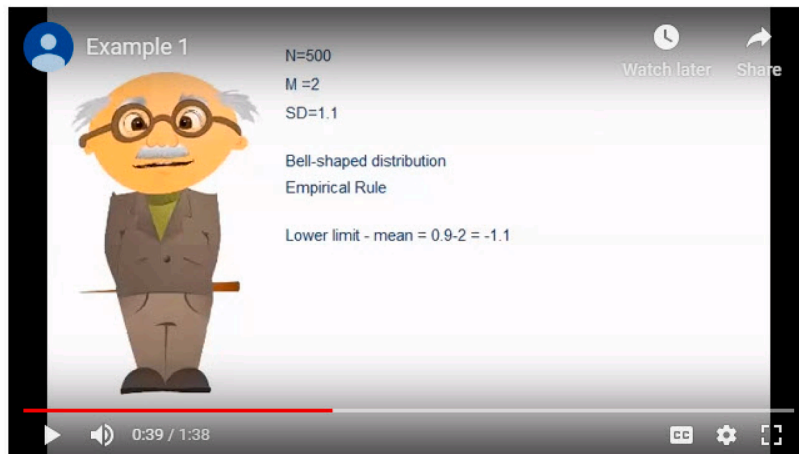 Example 1
Watch later
Share
N=500
M =2
SD=1.1
Bell-shaped distribution
Empirical Rule
Lower limit - mean = 0.9-2 = -1.1
0:39 / 1:38
CC